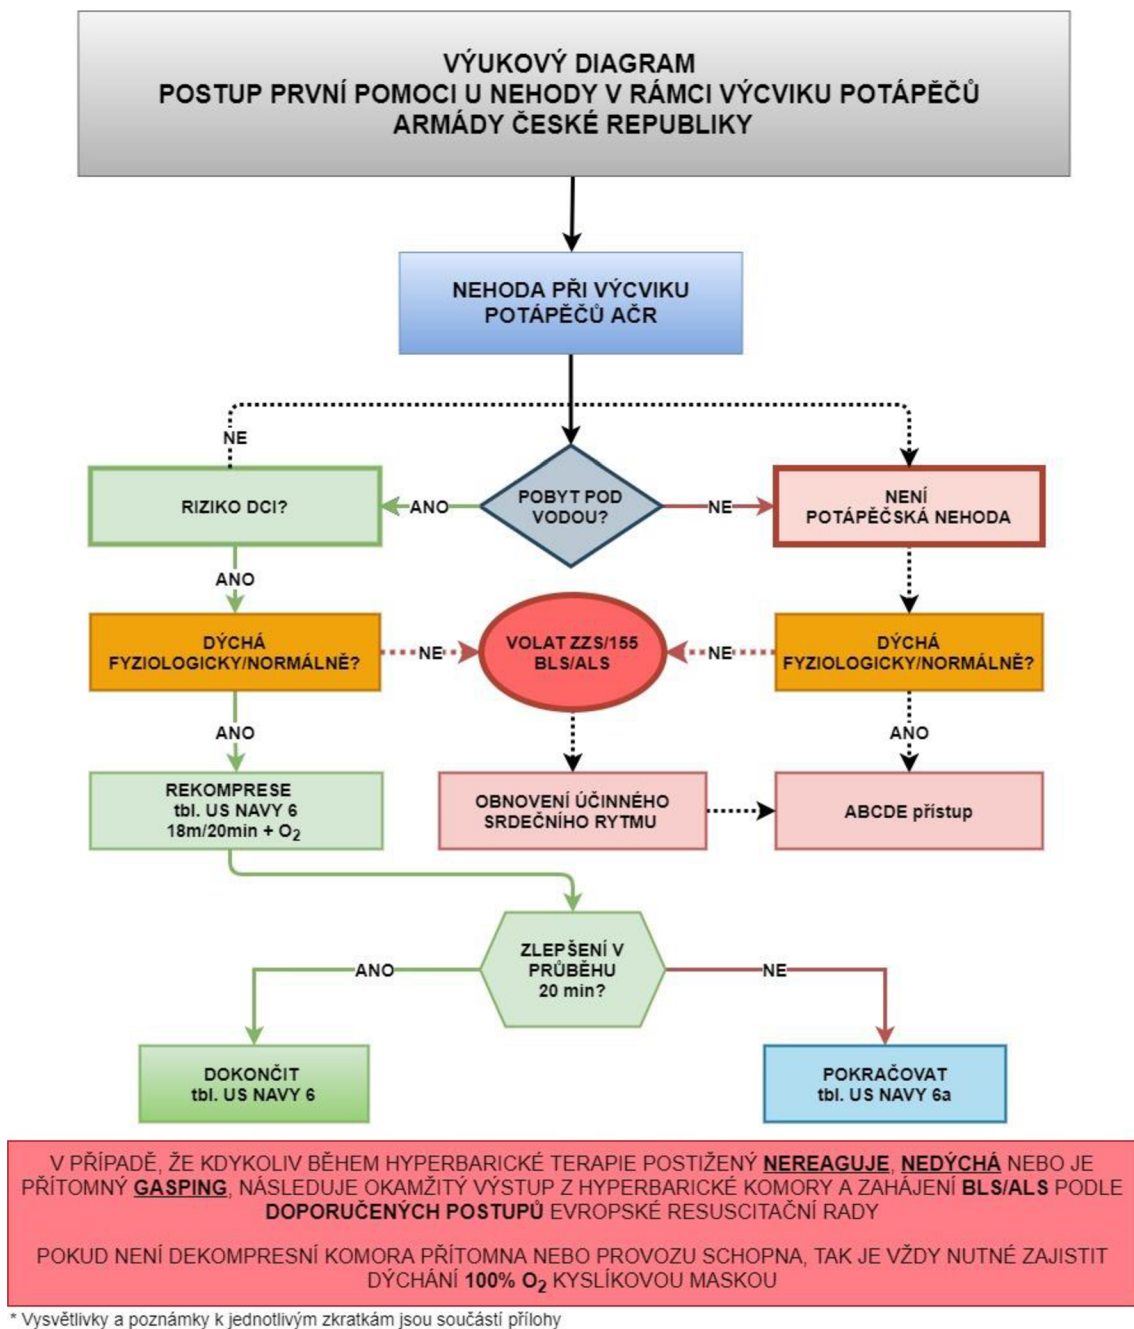 VÝUKOVÝ DIAGRAM
POSTUP PRVNÍ POMOCI U NEHODY V RÁMCI VÝCVIKU POTÁPĚČŮ
ARMÁDY ČESKÉ REPUBLIKY
NEHODA PŘI VÝCVIKU
POTÁPĚČŮ AČR
NE
RIZIKO DCI?
ANO
POBYT POD
VODOU?
NE
NENÍ
POTÁPĚČSKÁ NEHODA
ANO
DÝCHÁ
FYZIOLOGICKY/NORMÁLNĚ?
NE
VOLAT ZZS/155
BLS/ALS
NE
DÝCHÁ
FYZIOLOGICKY/NORMÁLNĚ?
ANO
ANO
REKOMPRESE
tbl. US NAVY 6
18m/20min + O2
OBNOVENÍ ÚČINNÉHO
SRDEČNÍHO RYTMU
ABCDE přístup
ZLEPŠENÍ V
PRŮBĚHU
20 min?
ANO
NE
DOKONČIT
tbl. US NAVY 6
POKRAČOVAT
tbl. US NAVY 6a
V PŘÍPADĚ, ŽE KDYKOLIV BĚHEM HYPERBARICKÉ TERAPIE POSTIŽENÝ NEREAGUJE, NEDÝCHÁ NEBO JE
PŘÍTOMNÝ GASPING, NÁSLEDUJE OKAMŽITÝ VÝSTUP Z HYPERBARICKÉ KOMORY A ZAHÁJENÍ BLS/ALS PODLE
DOPORUČENÝCH POSTUPŮ EVROPSKÉ RESUSCITAČNÍ RADY
POKUD NENÍ DEKOMPRESNÍ KOMORA PŘÍTOMNA NEBO PROVOZU SCHOPNA, TAK JE VŽDY NUTNÉ ZAJISTIT
DÝCHÁNÍ 100% O2 KYSLÍKOVOU MASKOU
* Vysvětlivky a poznámky k jednotlivým zkratkám jsou součástí přílohy